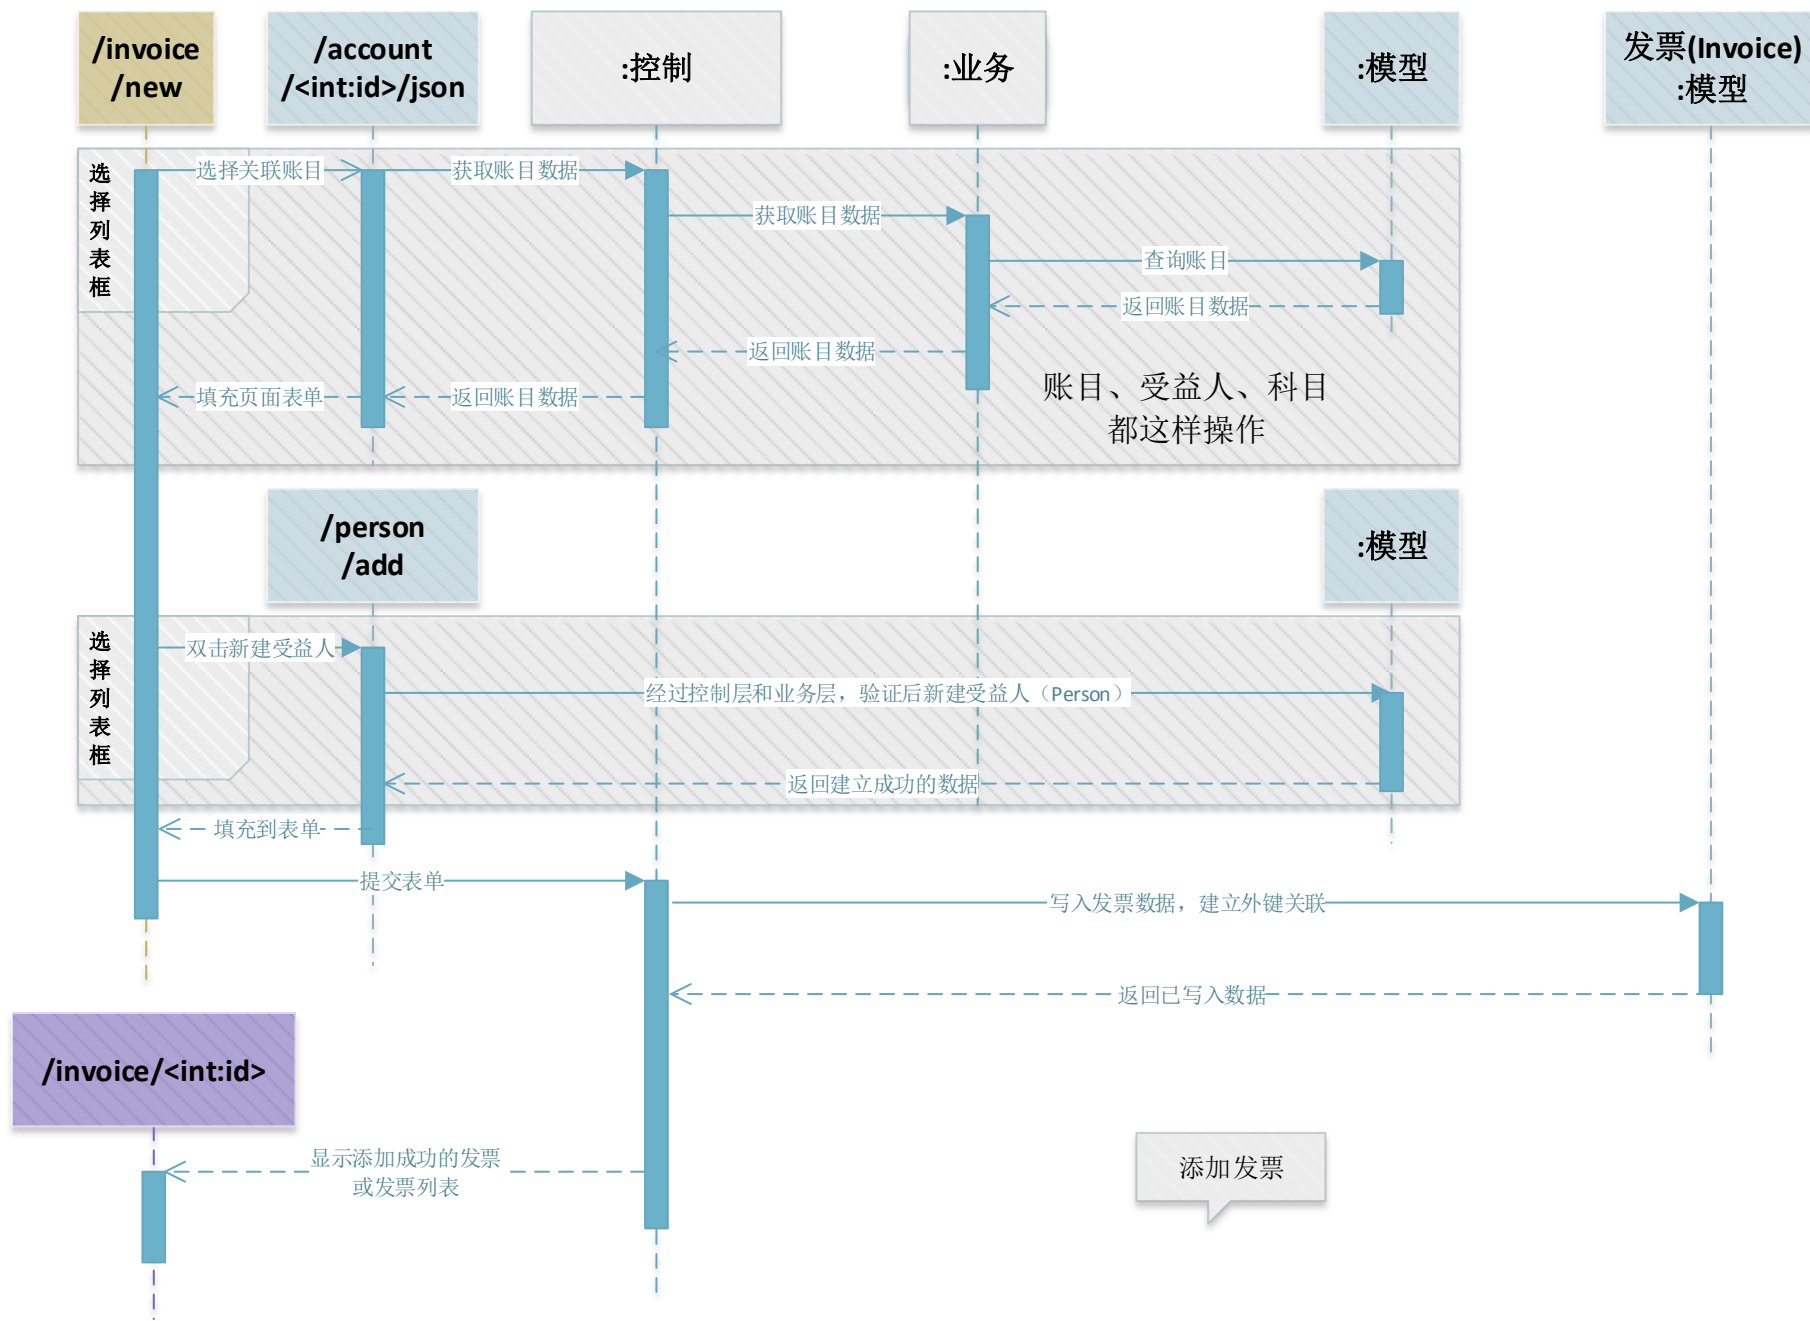 /invoice
/new
/account
/<int:id>/json
:控制
:业务
:模型
发票(Invoice)
:模型
选
择
列
表
框
选择关联账目
获取账目数据
获取账目数据
查询账目
返回账目数据
返回账目数据
填充页面表单
返回账目数据
账目、受益人、科目
都这样操作
/person
/add
:模型
选
择
列
表
框
双击新建受益人
经过控制层和业务层，验证后新建受益人（Person）
返回建立成功的数据
填充到表单
提交表单
写入发票数据，建立外键关联
返回已写入数据
/invoice/<int:id>
显示添加成功的发票
或发票列表
添加发票